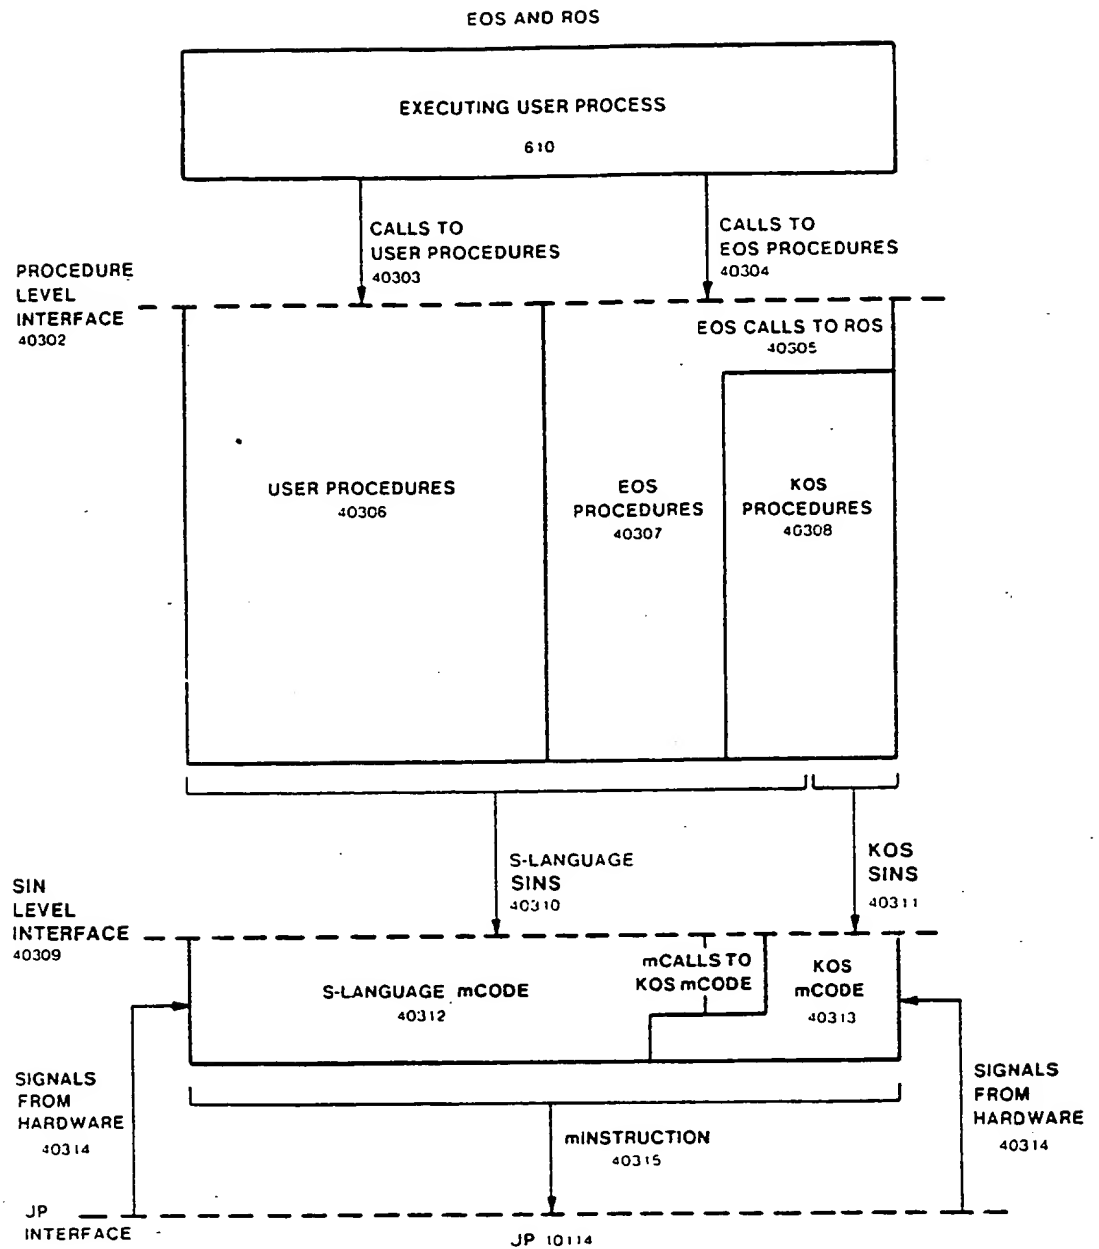 EOS AND ROS
EXECUTING USER PROCESS
610
CALLS TO
USER PROCEDURES
40303
CALLS TO
EOS PROCEDURES
40304
PROCEDURE
LEVEL
INTERFACE
40302
EOS CALLS TO ROS
40305
USER PROCEDURES
40306
EOS
PROCEDURES
40307
KOS
PROCEDURES
40308
S-LANGUAGE
SINS
40310
KOS
SINS
40311
SIN
LEVEL
INTERFACE
40309
S-LANGUAGE mCODE
40312
mCALLS TO
KOS mCODE
KOS
mCODE
40313
SIGNALS
FROM
HARDWARE
40314
SIGNALS
FROM
HARDWARE
40314
mINSTRUCTION
40315
JP
INTERFACE
JP 10114